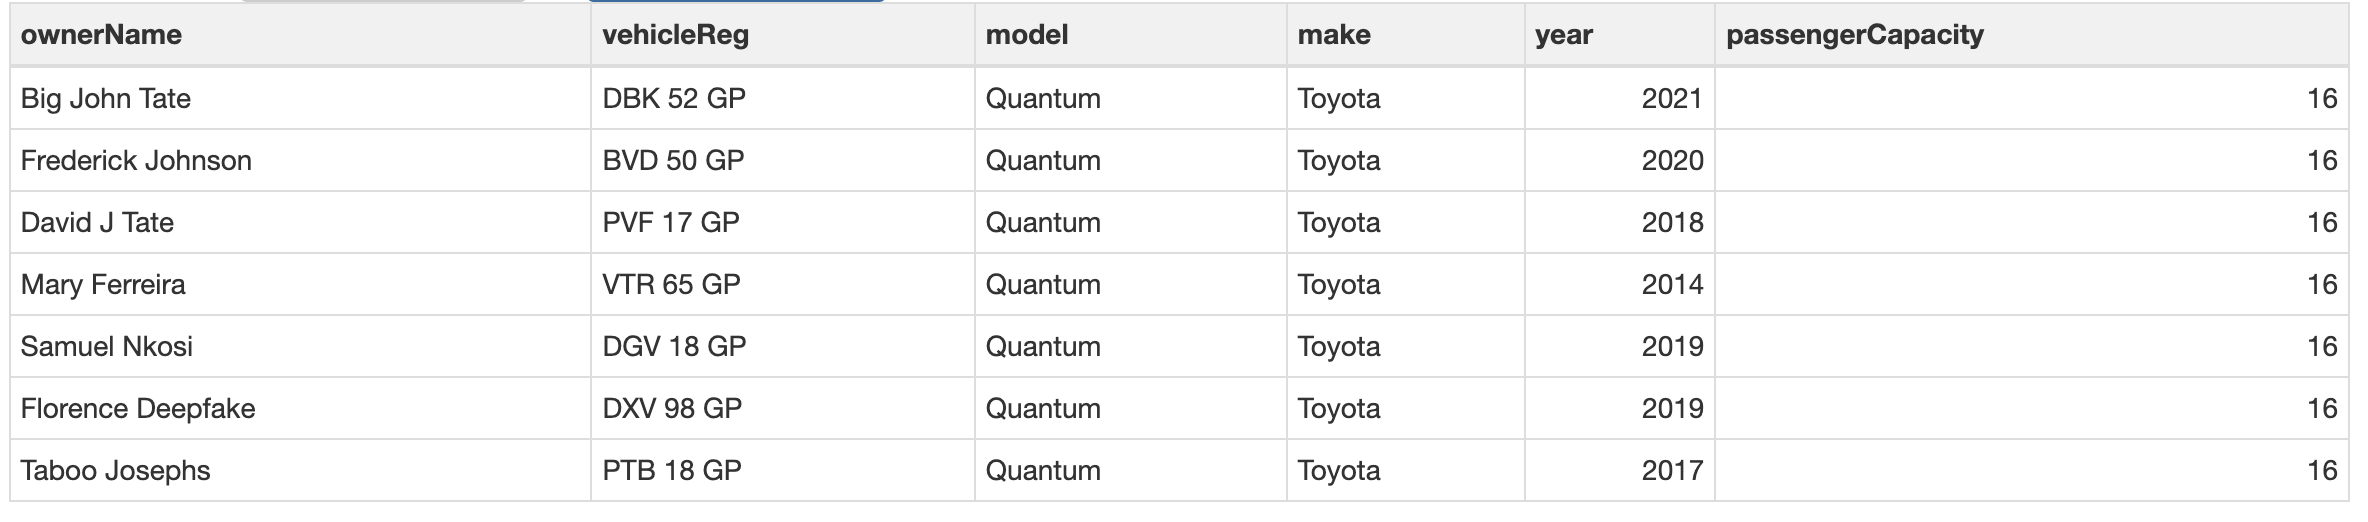 ownerName vehicleReg model make year passengerCapacity
Big John Tate DBK 52 GP Quantum Toyota 2021 16
Frederick Johnson BVD 50 GP Quantum Toyota 2020 16
David J Tate PVF 17 GP Quantum Toyota 2018 16
Mary Ferreira VTR 65 GP Quantum Toyota 2014 16
Samuel Nkosi DGV 18 GP Quantum Toyota 2019 16
Florence Deepfake DXV 98 GP Quantum Toyota 2019 16
Taboo Josephs PTB 18 GP Quantum Toyota 2017 16